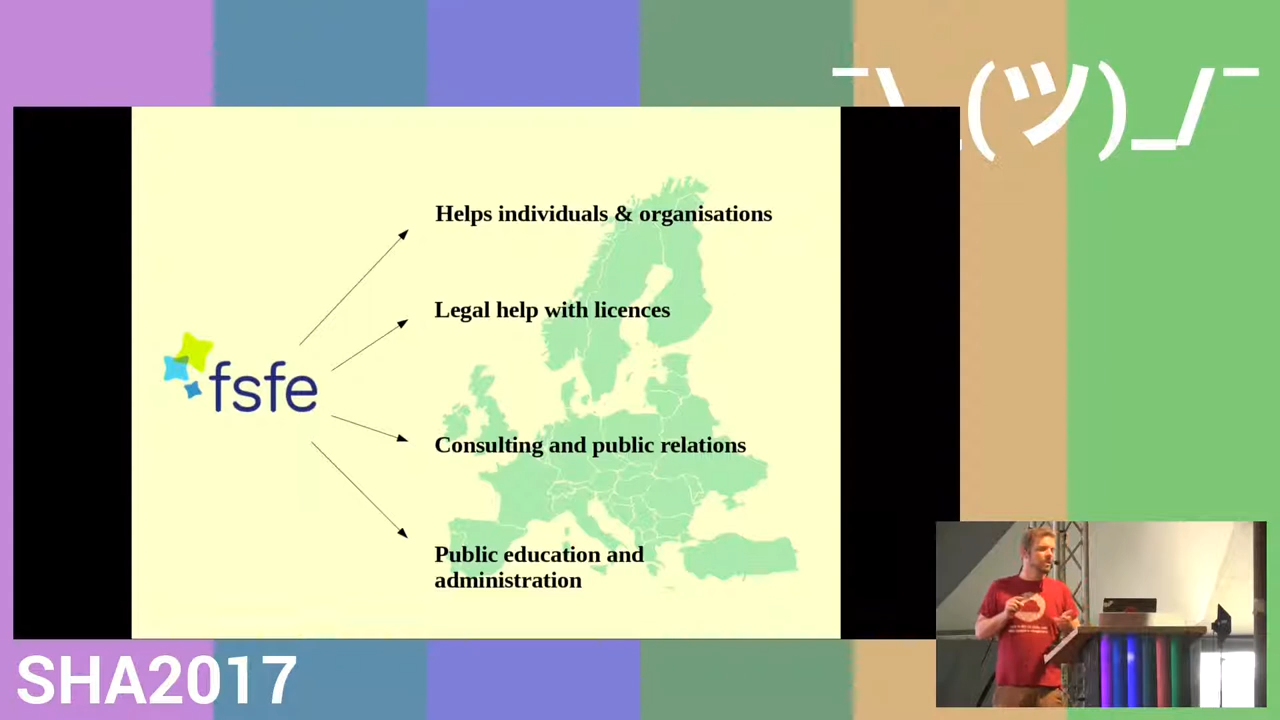 ¯\_(ツ)_/¯
Helps individuals & organisations
Legal help with licences
fsfe
Consulting and public relations
Public education and
administration
SHA2017